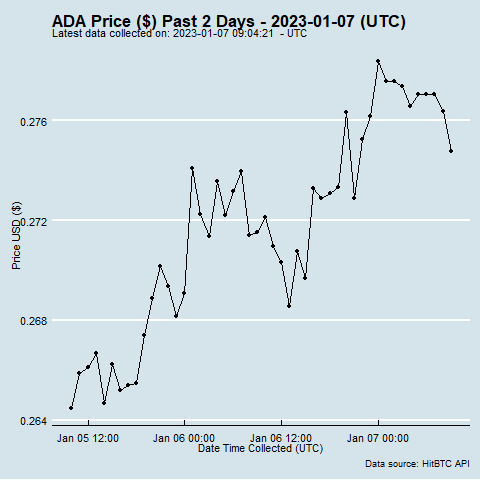 ADA Price ($) Past 2 Days - 2023-01-07 (UTC)
Latest data collected on: 2023-01-07 09:04:21 - UTC
0.276
0.272
0.268
0.264
Price USD ($)
Jan 05 12:00 Jan 06 00:00 Jan 06 12:00 Jan 07 00:00
Date Time Collected (UTC)
Data source: HitBTC API